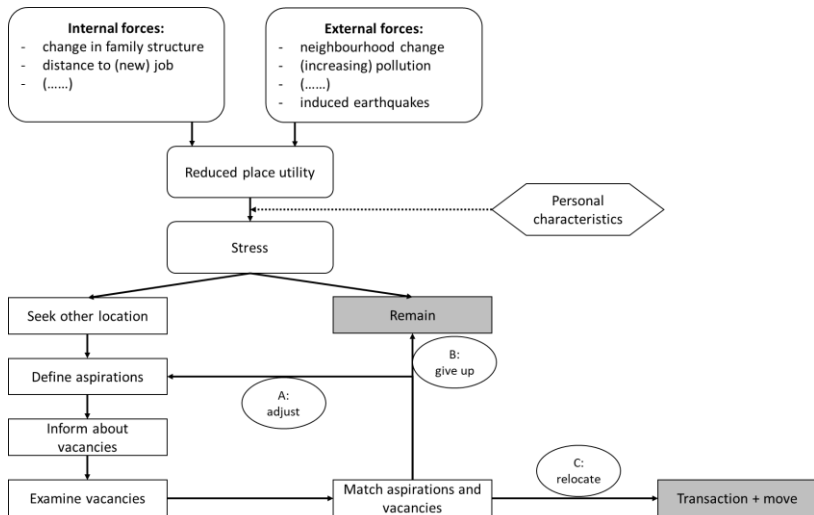 Internal forces:
- change in family structure
- distance to (new) job
- (......)
External forces:
- neighbourhood change
- (increasing) pollution
- (......)
- induced earthquakes
Reduced place utility
Personal
characteristics
Stress
Seek other location
Remain
B:
give up
Define aspirations
A:
adjust
Inform about
vacancies
C:
relocate
Examine vacancies
Match aspirations and
vacancies
Transaction + move